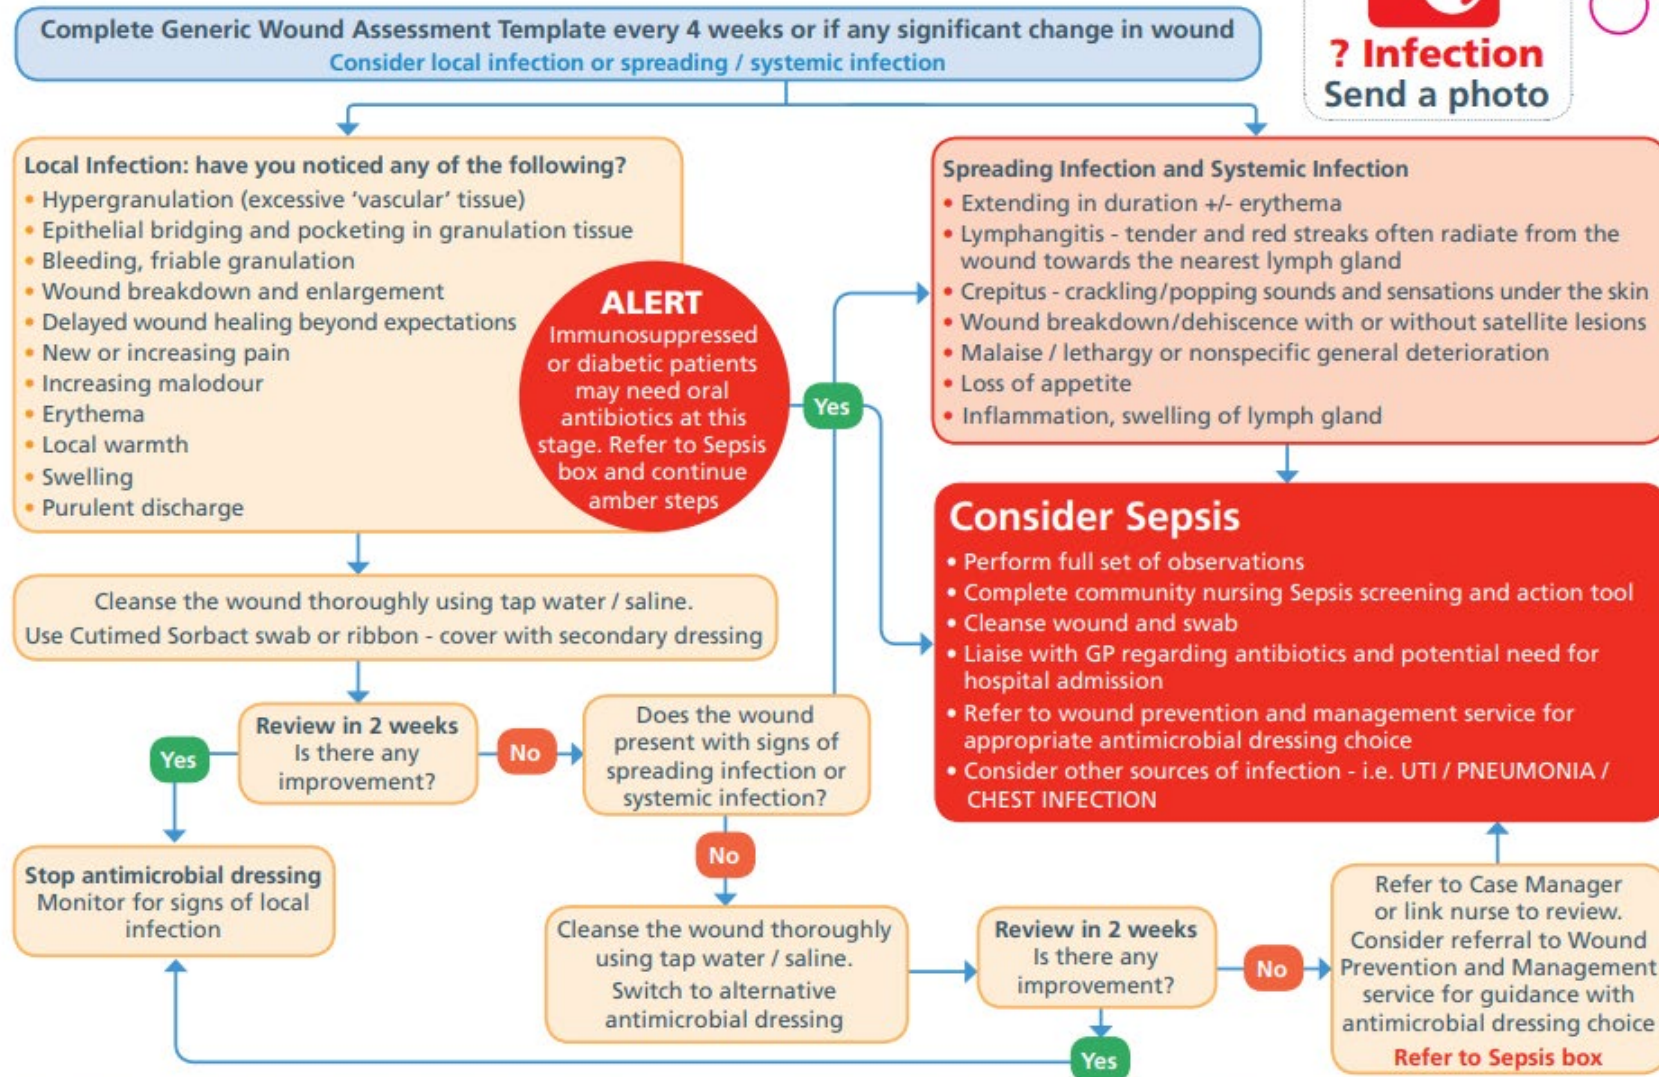 Complete Generic Wound Assessment Template every 4 weeks or if any significant change in wound
Consider local infection or spreading / systemic infection
? Infection
Send a photo
Local Infection: have you noticed any of the following?
• Hypergranulation (excessive ‘vascular’ tissue)
• Epithelial bridging and pocketing in granulation tissue
• Bleeding, friable granulation
• Wound breakdown and enlargement
• Delayed wound healing beyond expectations
• New or increasing pain
• Increasing malodour
• Erythema
• Local warmth
• Swelling
• Purulent discharge
ALERT
Immunosuppressed
or diabetic patients
may need oral
antibiotics at this
stage. Refer to Sepsis
box and continue
amber steps
Yes
Spreading Infection and Systemic Infection
• Extending in duration +/- erythema
• Lymphangitis - tender and red streaks often radiate from the
wound towards the nearest lymph gland
• Crepitus - crackling/popping sounds and sensations under the skin
• Wound breakdown/dehiscence with or without satellite lesions
• Malaise / lethargy or nonspecific general deterioration
• Loss of appetite
• Inflammation, swelling of lymph gland
Consider Sepsis
• Perform full set of observations
• Complete community nursing Sepsis screening and action tool
• Cleanse wound and swab
• Liaise with GP regarding antibiotics and potential need for
hospital admission
• Refer to wound prevention and management service for
appropriate antimicrobial dressing choice
• Consider other sources of infection - i.e. UTI / PNEUMONIA /
CHEST INFECTION
Cleanse the wound thoroughly using tap water / saline.
Use Cutimed Sorbact swab or ribbon - cover with secondary dressing
Review in 2 weeks
Is there any
improvement?
Yes
No
Does the wound
present with signs of
spreading infection or
systemic infection?
No
Stop antimicrobial dressing
Monitor for signs of local
infection
Cleanse the wound thoroughly
using tap water / saline.
Switch to alternative
antimicrobial dressing
Review in 2 weeks
Is there any
improvement?
No
Yes
Refer to Case Manager
or link nurse to review.
Consider referral to Wound
Prevention and Management
service for guidance with
antimicrobial dressing choice
Refer to Sepsis box